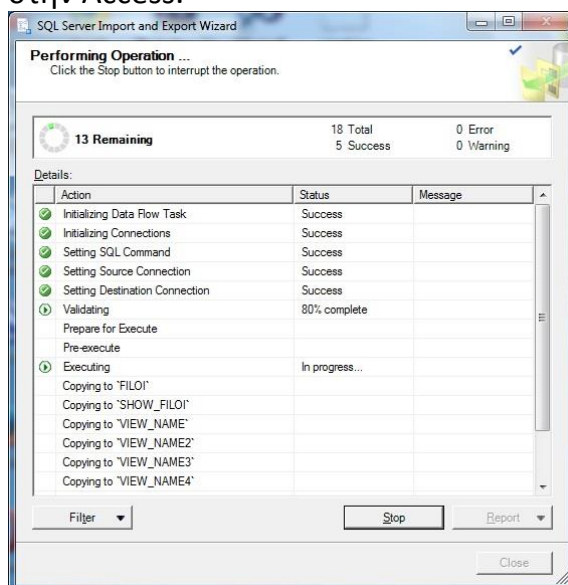 στην Access.
SQL Server Import and Export Wizard
Performing Operation ...
Click the Stop button to interrupt the operation.
13 Remaining
18 Total
0 Error
5 Success
0 Warning
Details:
Action Status Message
Initializing Data Flow Task Success
Initializing Connections Success
Setting SQL Command Success
Setting Source Connection Success
Setting Destination Connection Success
Validating 80% complete
Prepare for Execute
Pre-execute
Executing In progress...
Copying to `FILOI`
Copying to `SHOW_FILOI`
Copying to `VIEW_NAME`
Copying to `VIEW_NAME2`
Copying to `VIEW_NAME3`
Copying to `VIEW_NAME4`
Filter Stop Report
Close